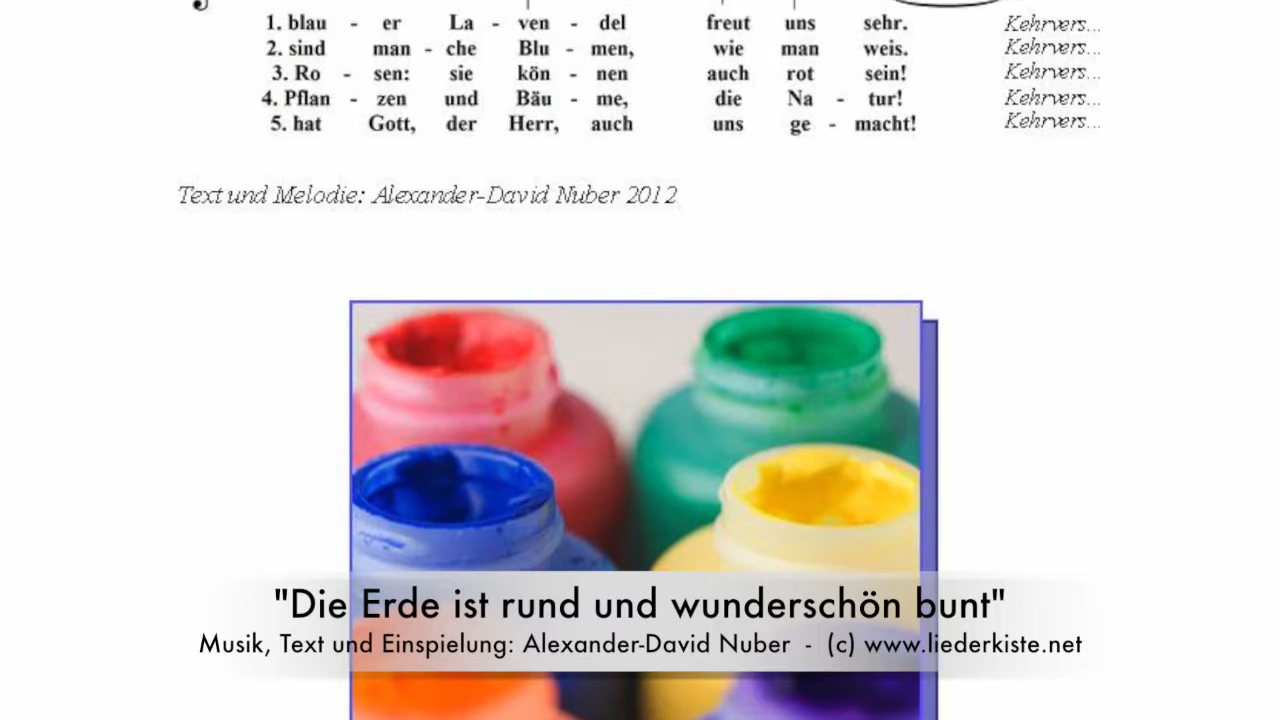 1. blau - er La - ven - del freut uns sehr. Kehrvers...
2. sind man - che Blu - men, wie man weis. Kehrvers...
3. Ro - sen: sie kön - nen auch rot sein! Kehrvers...
4. Pflan - zen und Bäu - me, die Na - tur! Kehrvers...
5. hat Gott, der Herr, auch uns ge - macht! Kehrvers...
Text und Melodie: Alexander-David Nuber 2012
"Die Erde ist rund und wunderschön bunt"
Musik, Text und Einspielung: Alexander-David Nuber - (c) www.liederkiste.net